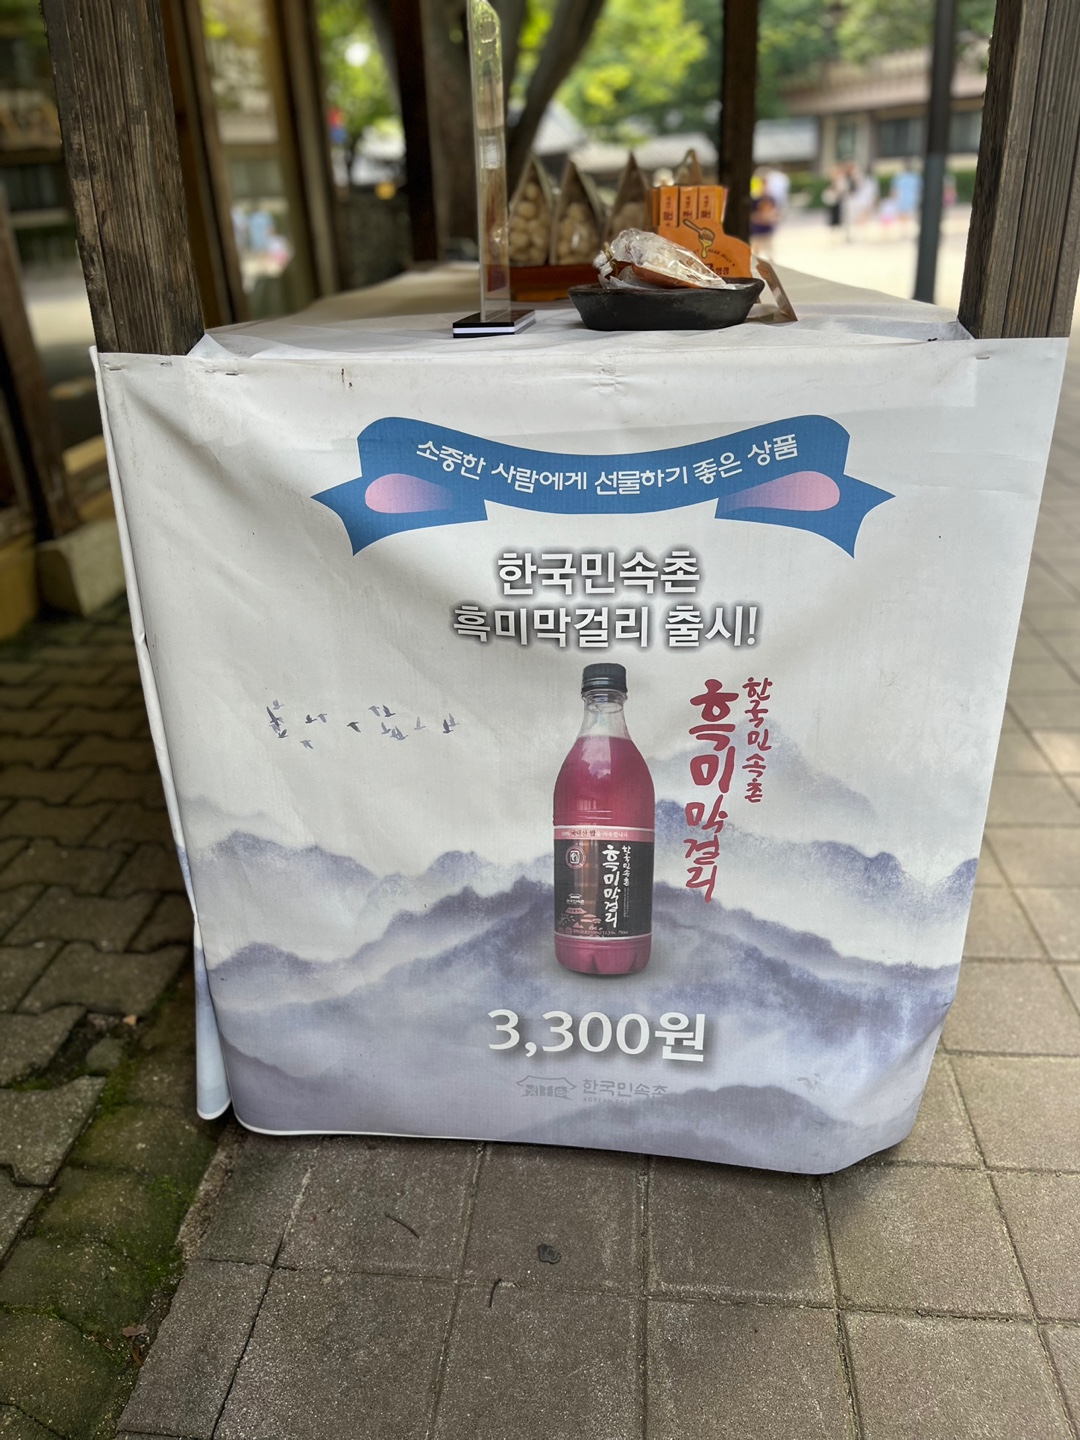 소중한 사람에게 선물하기 좋은 상품
한국민속촌
흑미막걸리 출시!
한국민속촌
흑미막걸리
한국민속촌
흑미막걸리
3,300원
한국민속촌